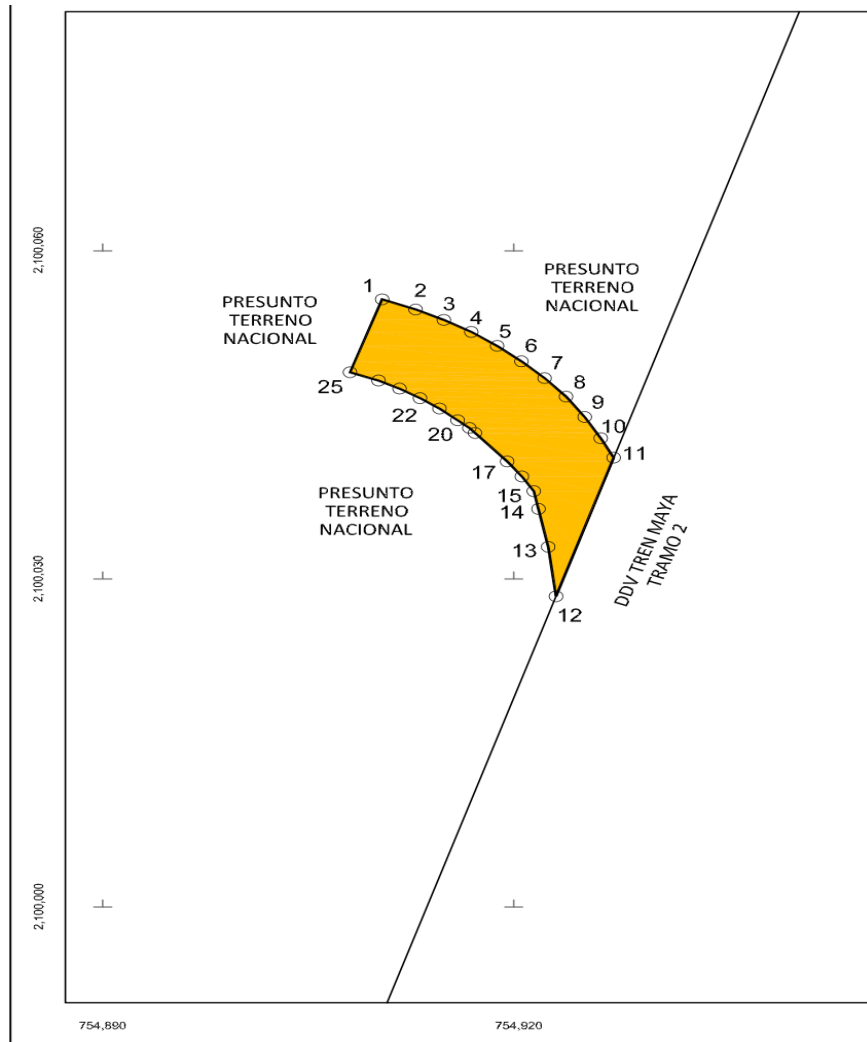 2,100,060
2,100,030
2,100,000
754,890
754,920
PRESUNTO
TERRENO
NACIONAL
PRESUNTO
TERRENO
NACIONAL
PRESUNTO
TERRENO
NACIONAL
DDV TREN MAYA
TRAMO 2
1
2
3
4
5
6
7
8
9
10
11
12
13
14
15
17
20
22
25